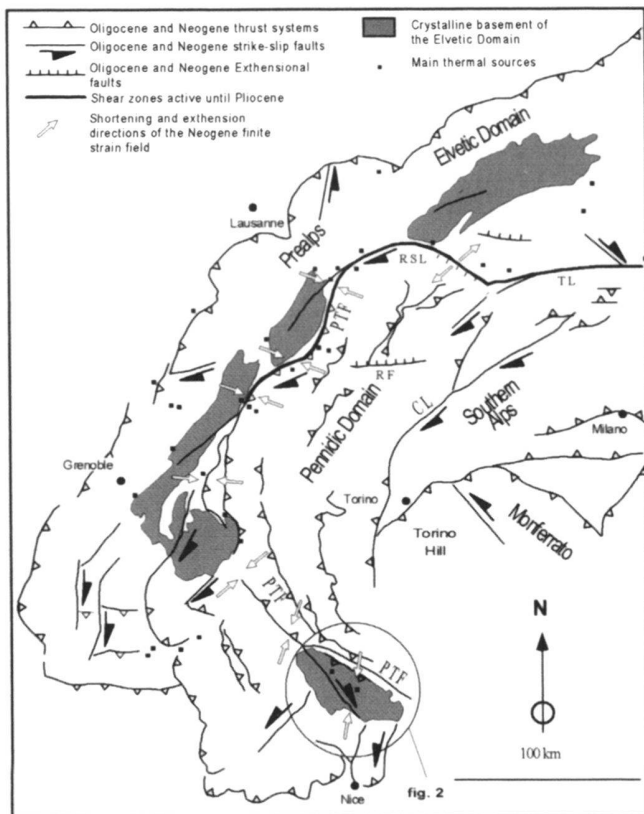 Oligocene and Neogene thrust systems
Oligocene and Neogene strike-slip faults
Oligocene and Neogene Exthensional
faults
Shear zones active until Pliocene
Shortening and exthension
directions of the Neogene finite
strain field
Crystalline basement of
the Elvetic Domain
Main thermal sources
Elvetic Domain
Lausanne
Prealps
RSL
TL
PTF
RF
Pennidic Domain
CL
Southern
Alps
Milano
Grenoble
Torino
Torino
Hill
Monferrato
PTF
N
PTF
100 km
fig. 2
Nice